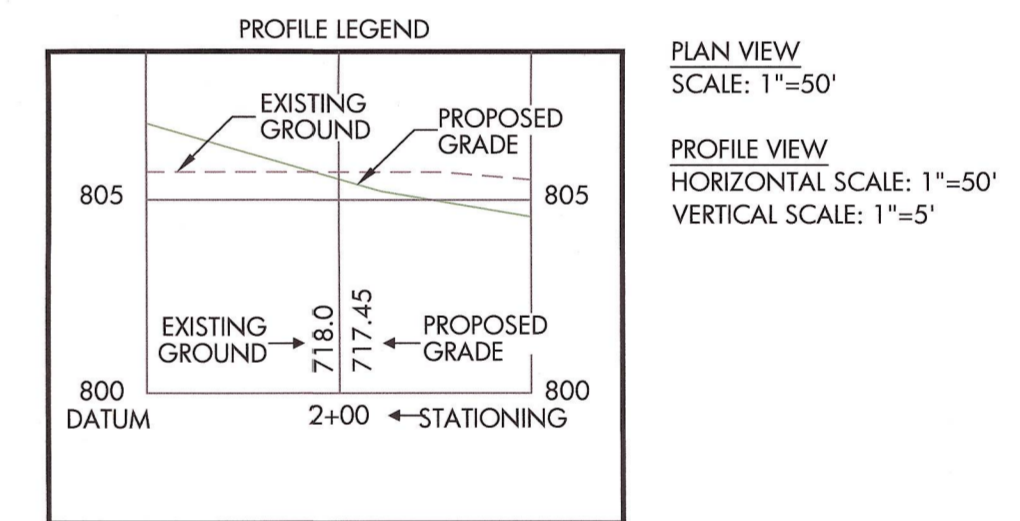 PROFILE LEGEND
EXISTING
GROUND
PROPOSED
GRADE
805
805
EXISTING
GROUND
718.0
717.45
PROPOSED
GRADE
800
800
DATUM
2+00
STATIONING
PLAN VIEW
SCALE: 1"=50'
PROFILE VIEW
HORIZONTAL SCALE: 1"=50'
VERTICAL SCALE: 1"=5'